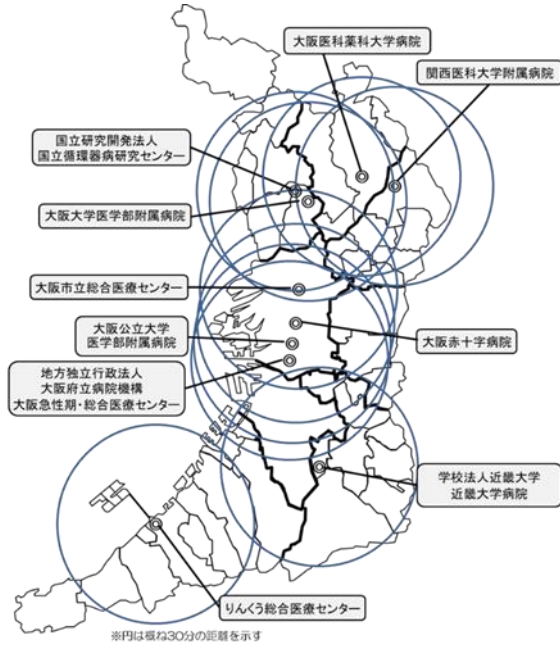 大阪医科薬科大学病院
関西医科大学附属病院
国立研究開発法人
国立循環器病研究センター
大阪大学医学部附属病院
大阪市立総合医療センター
大阪公立大学
医学部附属病院
大阪赤十字病院
地方独立行政法人
大阪府立病院機構
大阪急性期・総合医療センター
学校法人近畿大学
近畿大学病院
りんくう総合医療センター
※円は概ね30分の距離を示す